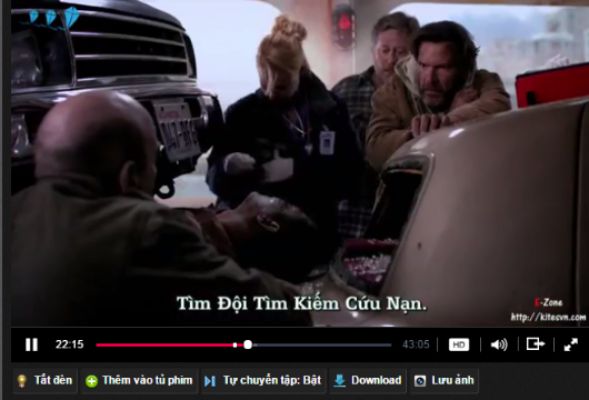 Tìm Đội Tìm Kiếm Cứu Nạn.
E-Zone
http://kitesvn.com
22:15
43:05
HD
Tắt đèn
Thêm vào tủ phim
Tự chuyển tập: Bật
Download
Lưu ảnh